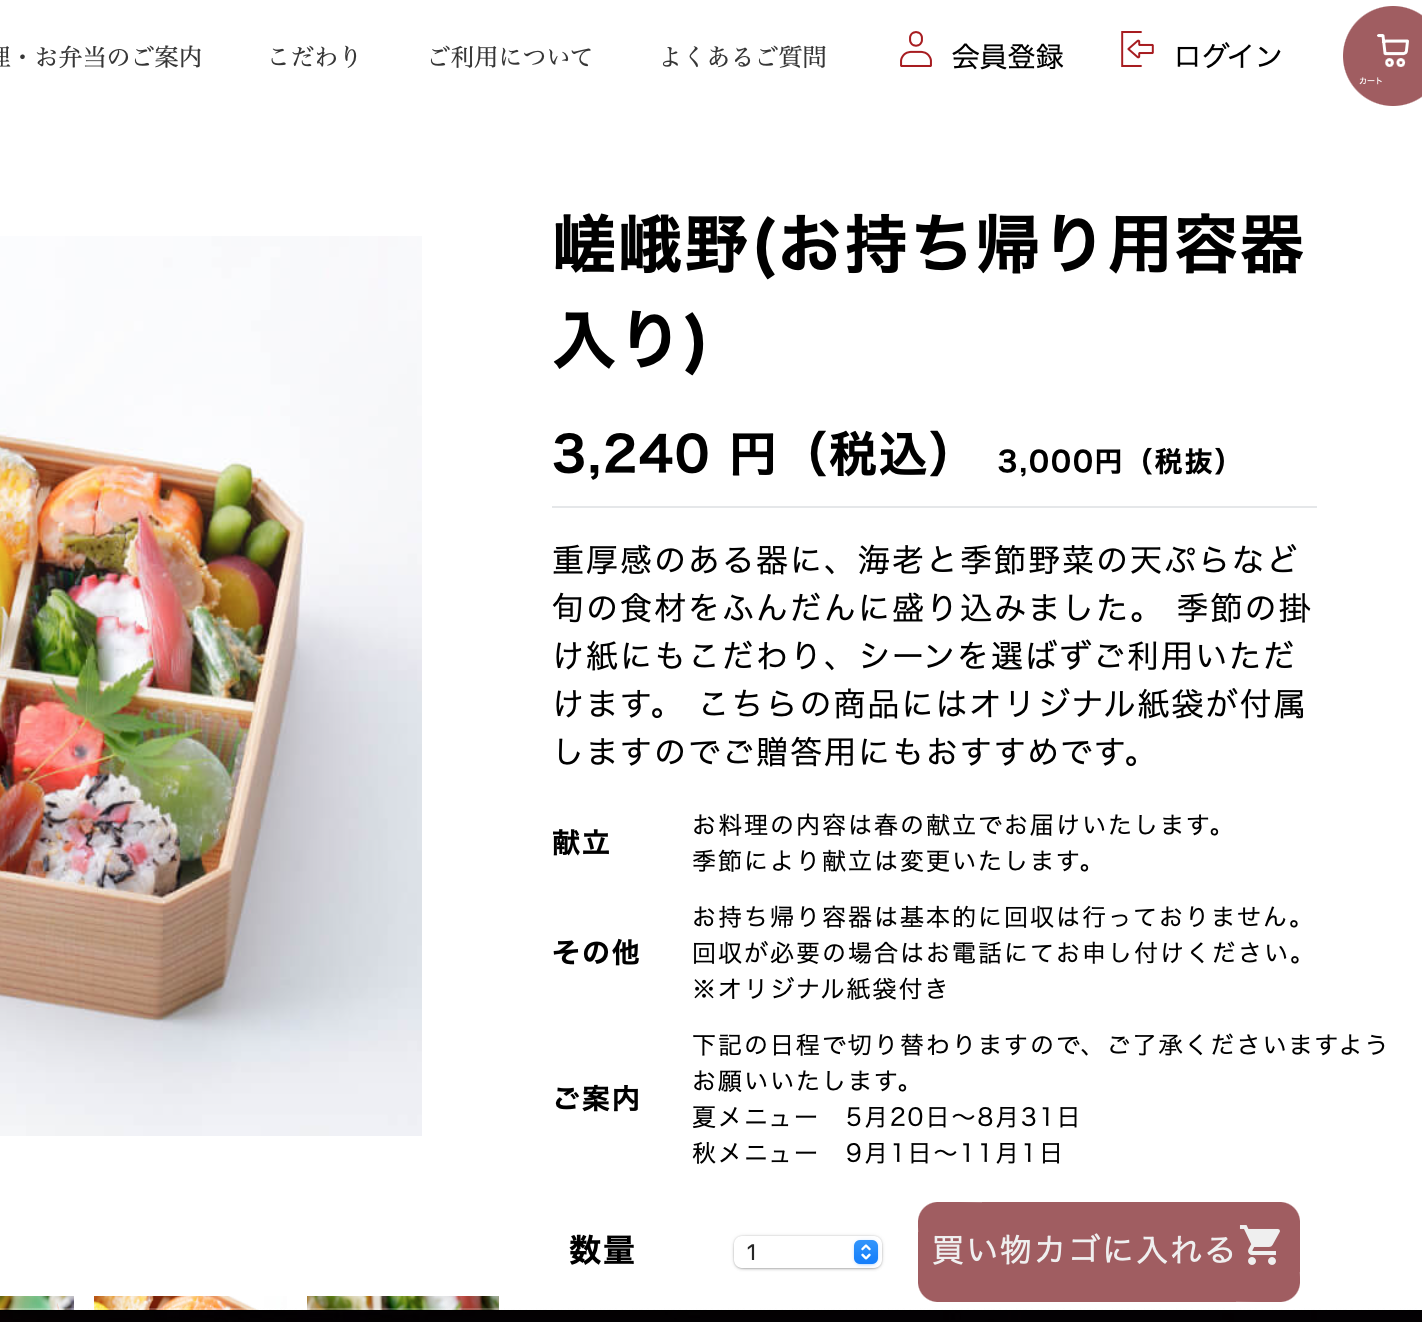 理・お弁当のご案内
こだわり
ご利用について
よくあるご質問
会員登録
ログイン
カート
嵯峨野(お持ち帰り用容器
入り)
3,240 円（税込） 3,000円（税抜）
重厚感のある器に、海老と季節野菜の天ぷらなど
旬の食材をふんだんに盛り込みました。 季節の掛
け紙にもこだわり、シーンを選ばずご利用いただ
けます。 こちらの商品にはオリジナル紙袋が付属
しますのでご贈答用にもおすすめです。
献立
お料理の内容は春の献立でお届けいたします。
季節により献立は変更いたします。
その他
お持ち帰り容器は基本的に回収は行っておりません。
回収が必要の場合はお電話にてお申し付けください。
※オリジナル紙袋付き
ご案内
下記の日程で切り替わりますので、ご了承くださいますよう
お願いいたします。
夏メニュー　5月20日〜8月31日
秋メニュー　9月1日〜11月1日
数量
1
買い物カゴに入れる